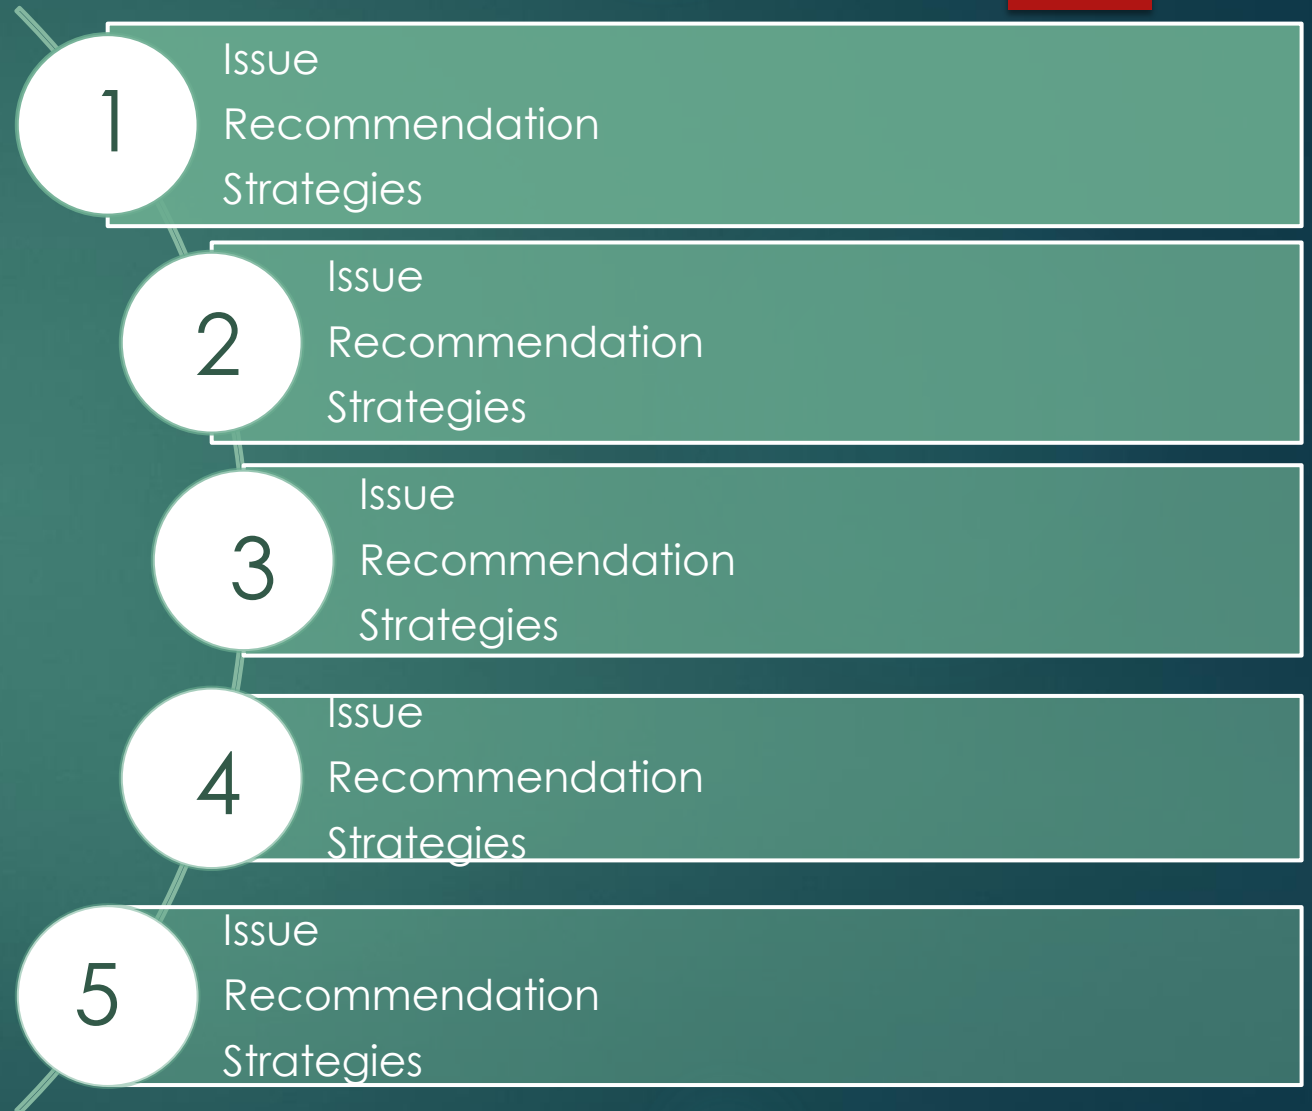 1
Issue
Recommendation
Strategies
2
Issue
Recommendation
Strategies
3
Issue
Recommendation
Strategies
4
Issue
Recommendation
Strategies
5
Issue
Recommendation
Strategies